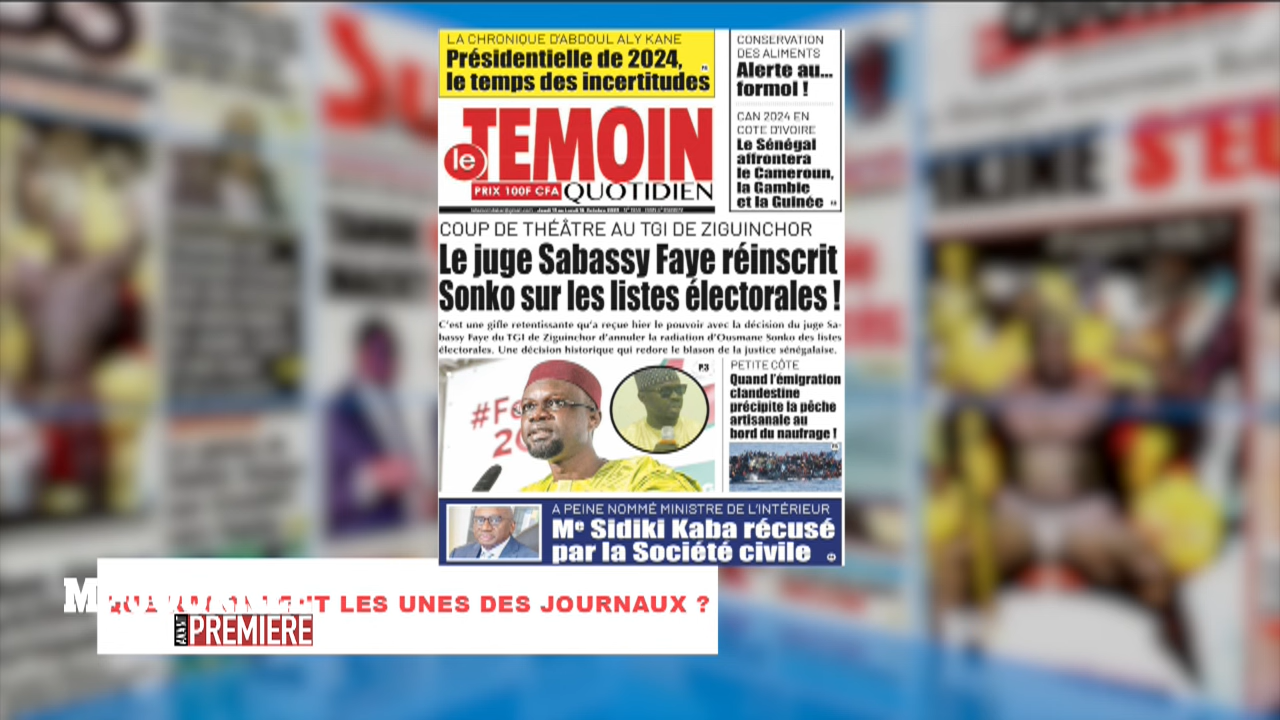 LA CHRONIQUE D'ABDOUL ALY KANE
Présidentielle de 2024,
le temps des incertitudes
CONSERVATION
DES ALIMENTS
Alerte au...
formol !
CAN 2024 EN
COTE D'IVOIRE
Le Sénégal
affrontera
le Cameroun,
la Gambie
et la Guinée
le TEMOIN
PRIX 100F CFA QUOTIDIEN
COUP DE THÉÂTRE AU TGI DE ZIGUINCHOR
Le juge Sabassy Faye réinscrit
Sonko sur les listes électorales !
C'est une gifle retentissante qu'a reçue hier le pouvoir avec la décision du juge Sa-
bassy Faye du TGI de Ziguinchor d'annuler la radiation d'Ousmane Sonko des listes
électorales. Une décision historique qui redore le blason de la justice sénégalaise.
P.3
PETITE CÔTE
Quand l'émigration
clandestine
précipite la pêche
artisanale au
bord du naufrage !
A PEINE NOMMÉ MINISTRE DE L'INTÉRIEUR
Me Sidiki Kaba récusé
par la Société civile
LES UNES DES JOURNAUX ?
PREMIERE